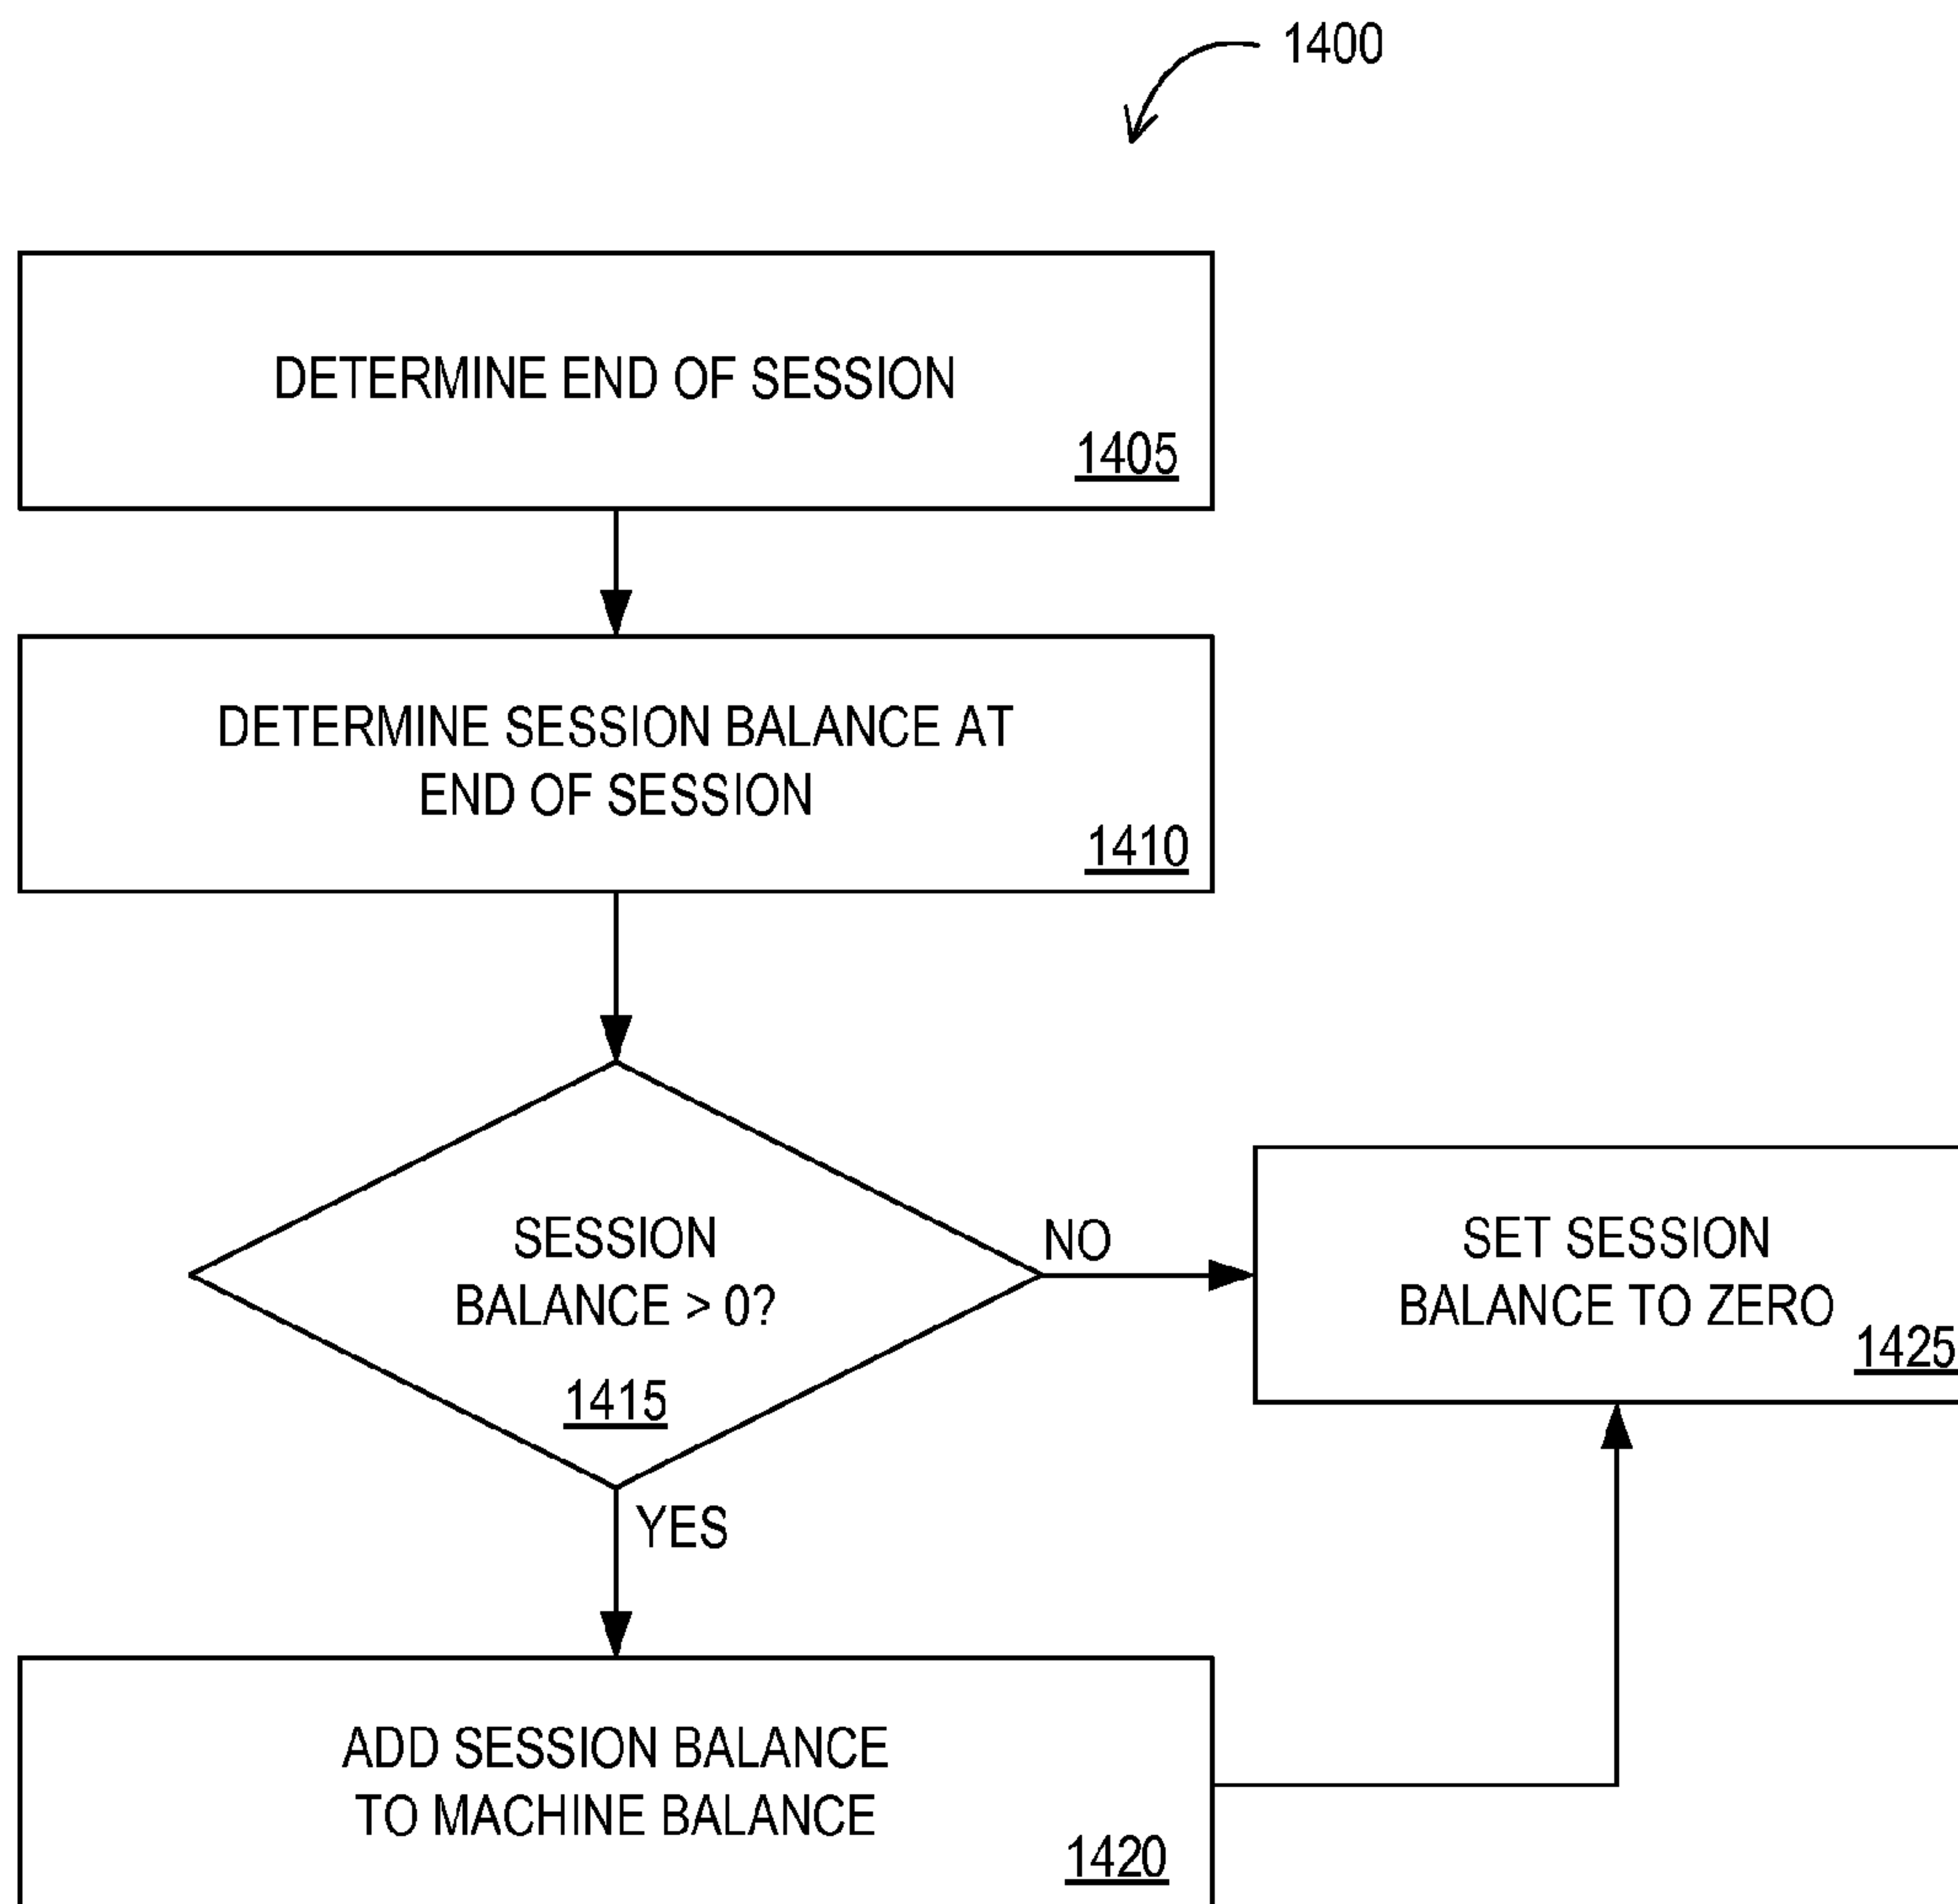 1400
DETERMINE END OF SESSION
1405
DETERMINE SESSION BALANCE AT
END OF SESSION
1410
SESSION
BALANCE > 0?
1415
NO
YES
SET SESSION
BALANCE TO ZERO
1425
ADD SESSION BALANCE
TO MACHINE BALANCE
1420